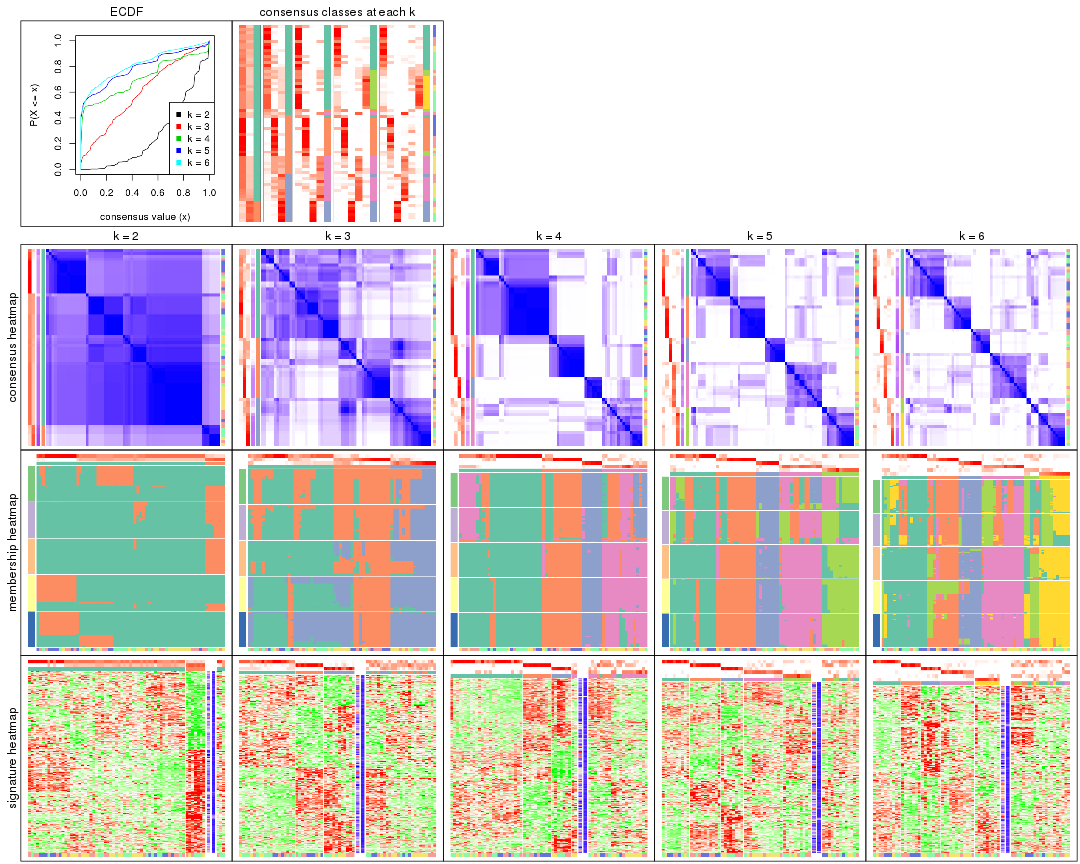 ECDF
consensus classes at each k
P(X <= x)
0.0
0.2
0.4
0.6
0.8
1.0
k = 2
k = 3
k = 4
k = 5
k = 6
0.0 0.2 0.4 0.6 0.8 1.0
consensus value (x)
k = 2
k = 3
k = 4
k = 5
k = 6
consensus heatmap
membership heatmap
signature heatmap